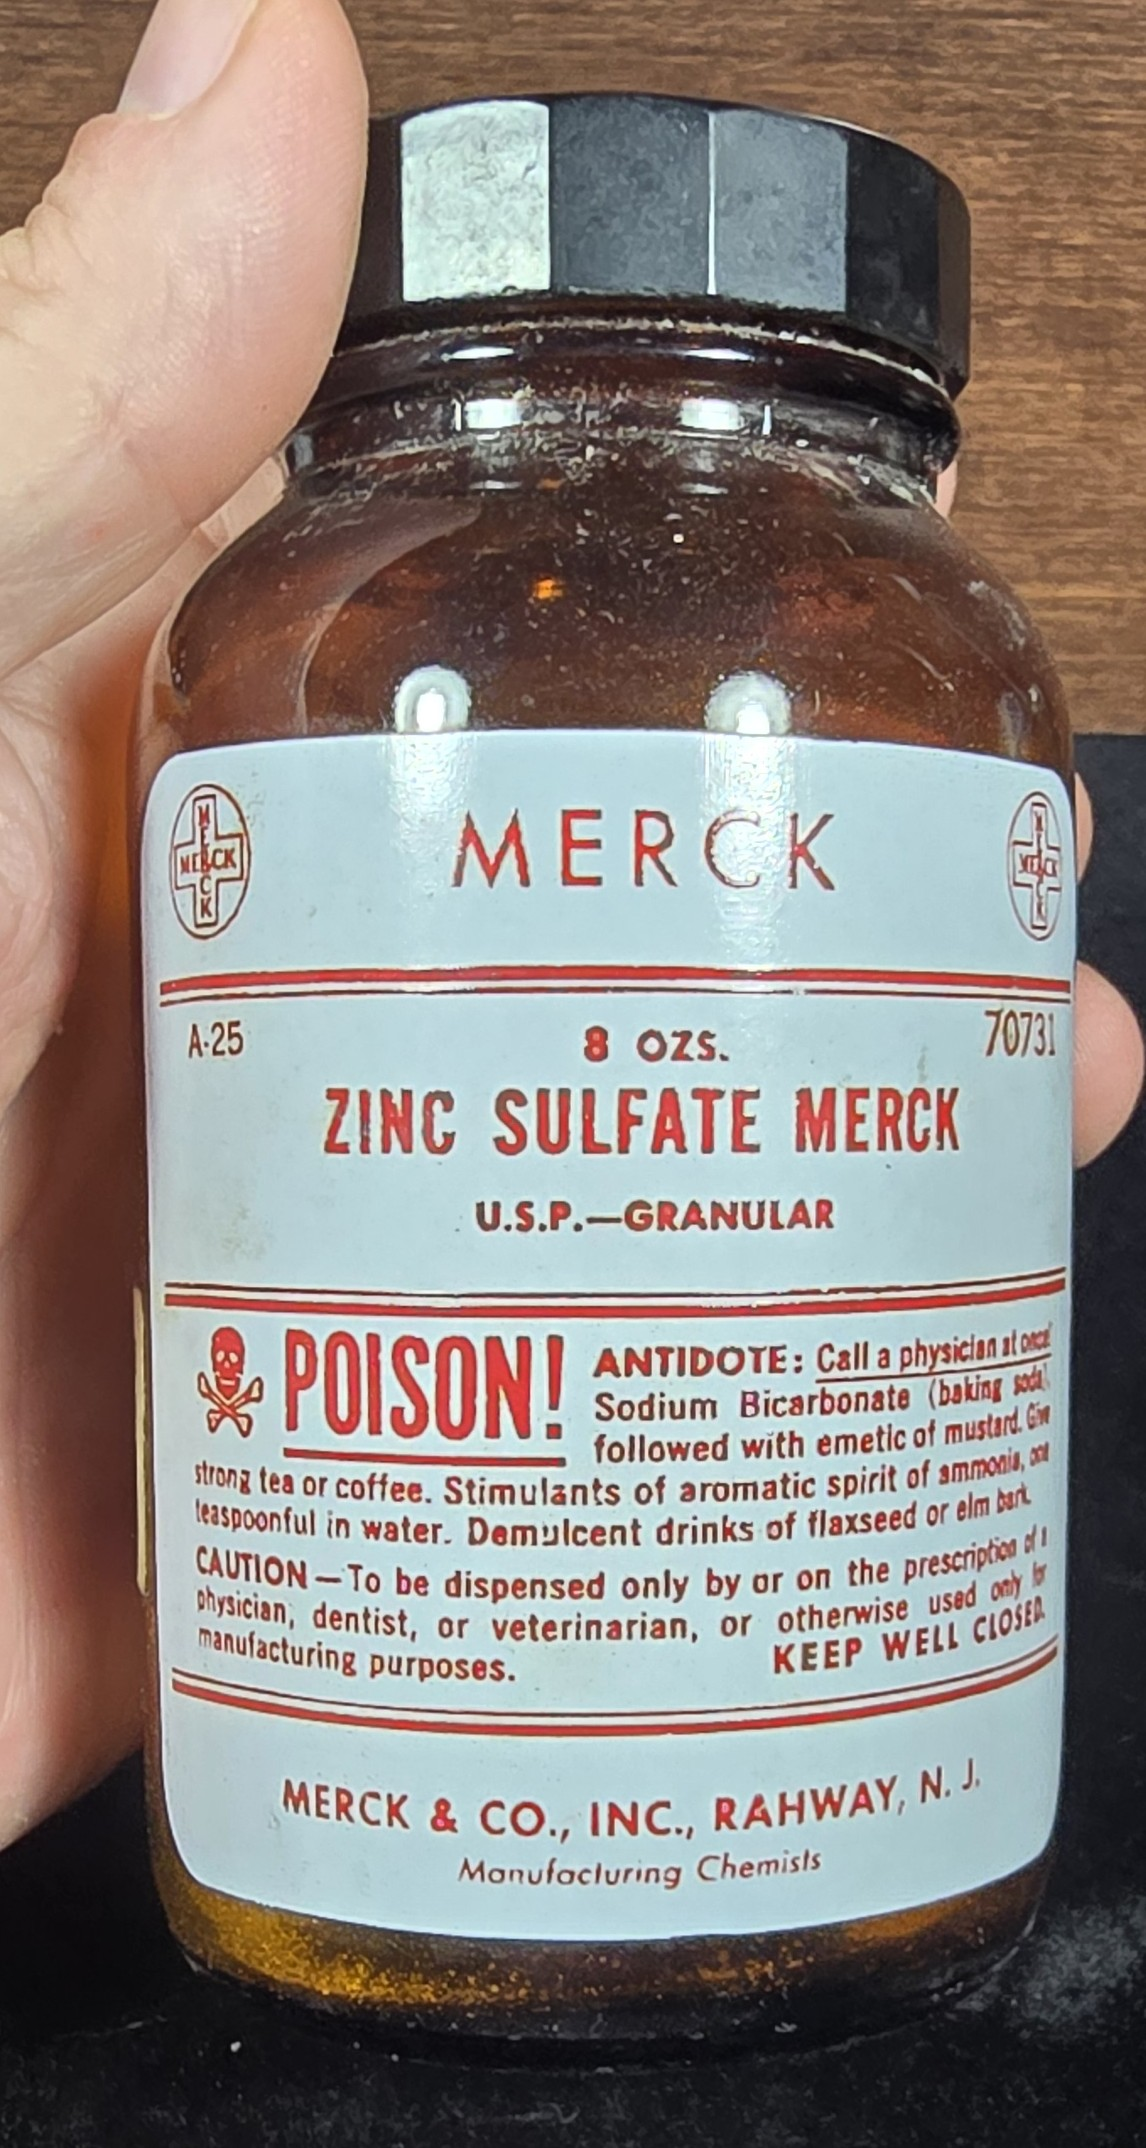 MERCK
MERCK
MERCK
MERCK
MERCK
A-25
8 OZS.
70731
ZINC SULFATE MERCK
U.S.P.—GRANULAR
POISON!
ANTIDOTE: Call a physician at once!
Sodium Bicarbonate (baking soda),
followed with emetic of mustard. Give
strong tea or coffee. Stimulants of aromatic spirit of ammonia, one
teaspoonful in water. Demulcent drinks of flaxseed or elm bark.
CAUTION—To be dispensed only by or on the prescription of a
physician, dentist, or veterinarian, or otherwise used only for
manufacturing purposes.
KEEP WELL CLOSED.
MERCK & CO., INC., RAHWAY, N. J.
Manufacturing Chemists